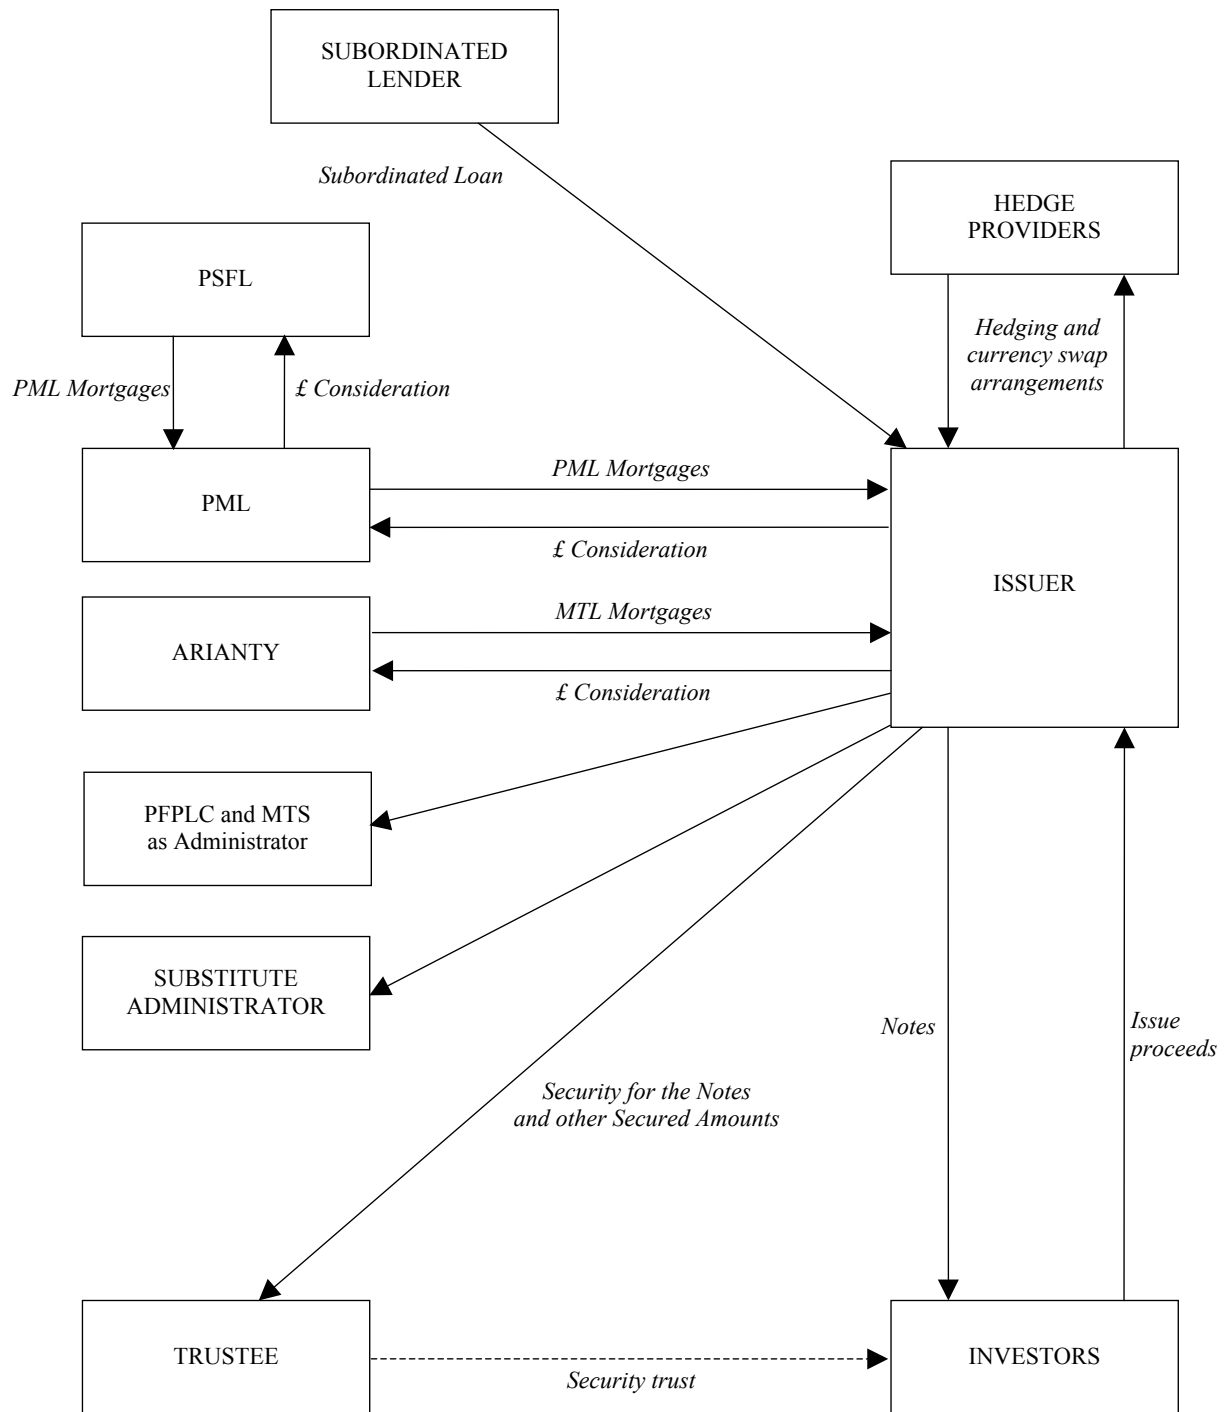 SUBORDINATED
LENDER
Subordinated Loan
HEDGE
PROVIDERS
PSFL
Hedging and
currency swap
arrangements
PML Mortgages
£ Consideration
PML Mortgages
PML
£ Consideration
ISSUER
MTL Mortgages
ARIANTY
£ Consideration
PFPLC and MTS
as Administrator
SUBSTITUTE
ADMINISTRATOR
Notes
Issue
proceeds
Security for the Notes
and other Secured Amounts
TRUSTEE
INVESTORS
Security trust